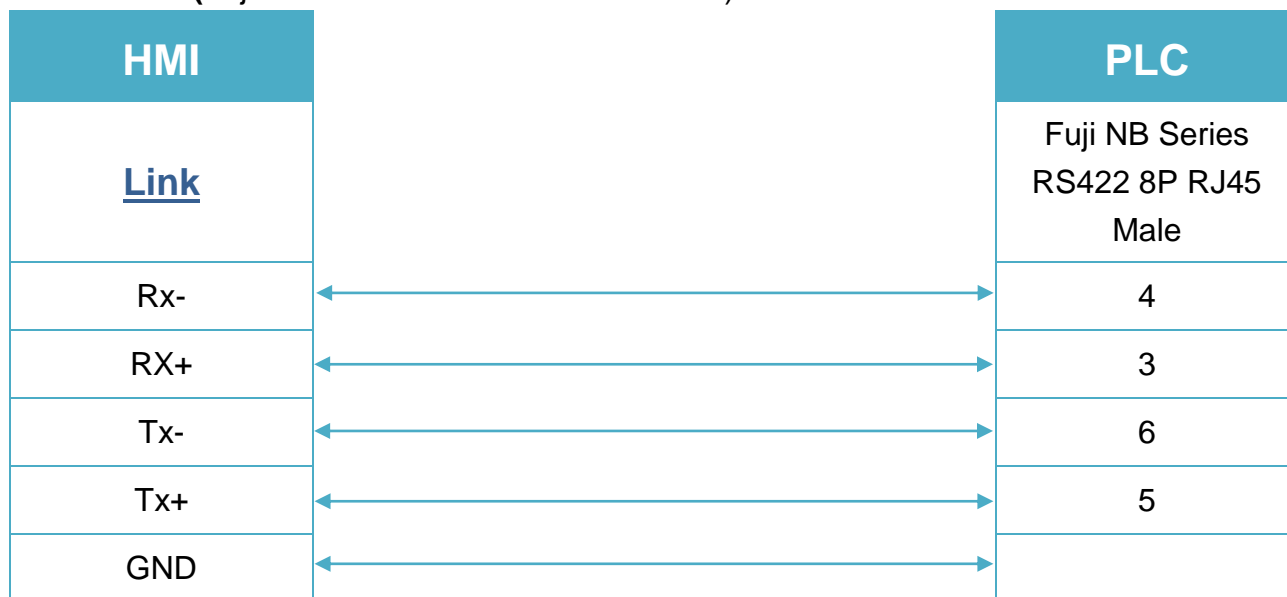 HMI
PLC
Link
Fuji NB Series
RS422 8P RJ45
Male
Rx-
4
RX+
3
Tx-
6
Tx+
5
GND